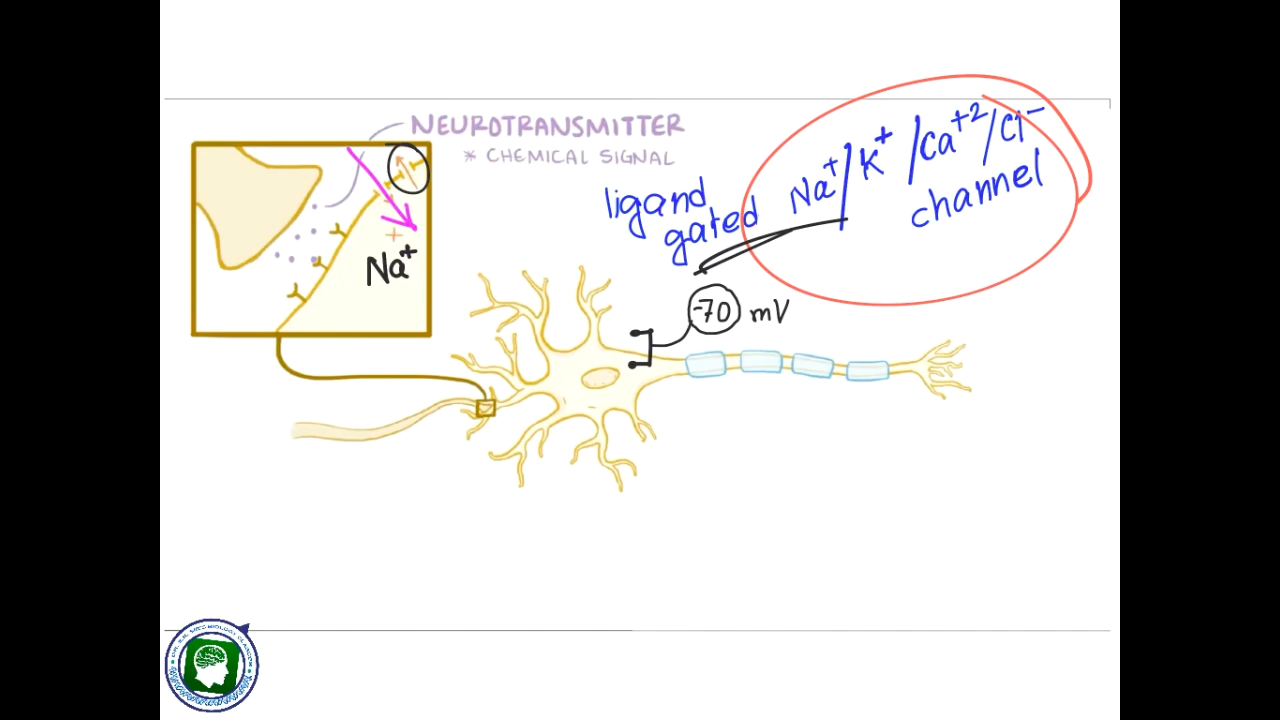 NEUROTRANSMITTER
* CHEMICAL SIGNAL
ligand
gated Na+/K+/Ca+2/Cl-
channel
Na+
-70 mV